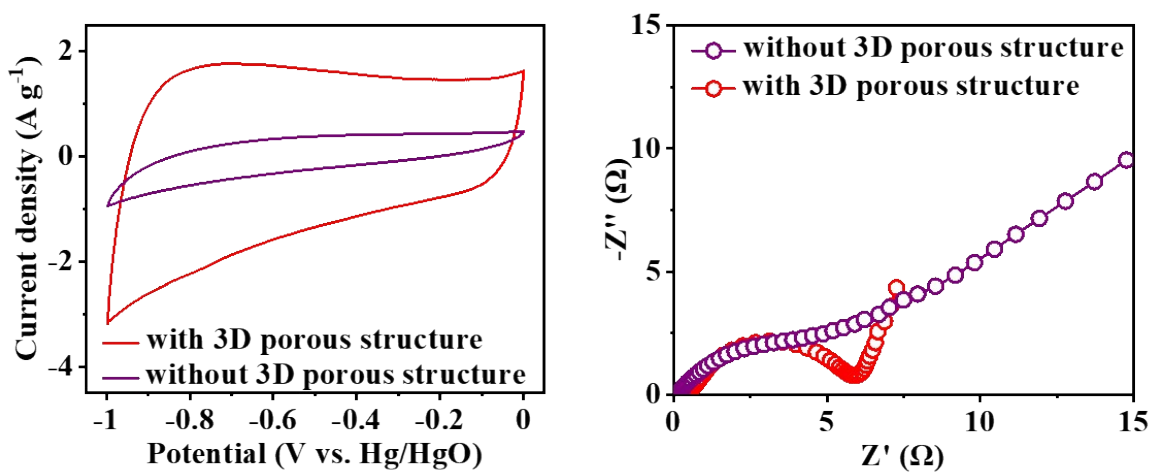 Current density (A g⁻¹)
2
0
-2
-4
with 3D porous structure
without 3D porous structure
-1
-0.8
-0.6
-0.4
-0.2
0
Potential (V vs. Hg/HgO)
-Z'' (Ω)
15
10
5
0
without 3D porous structure
with 3D porous structure
0
5
10
15
Z' (Ω)